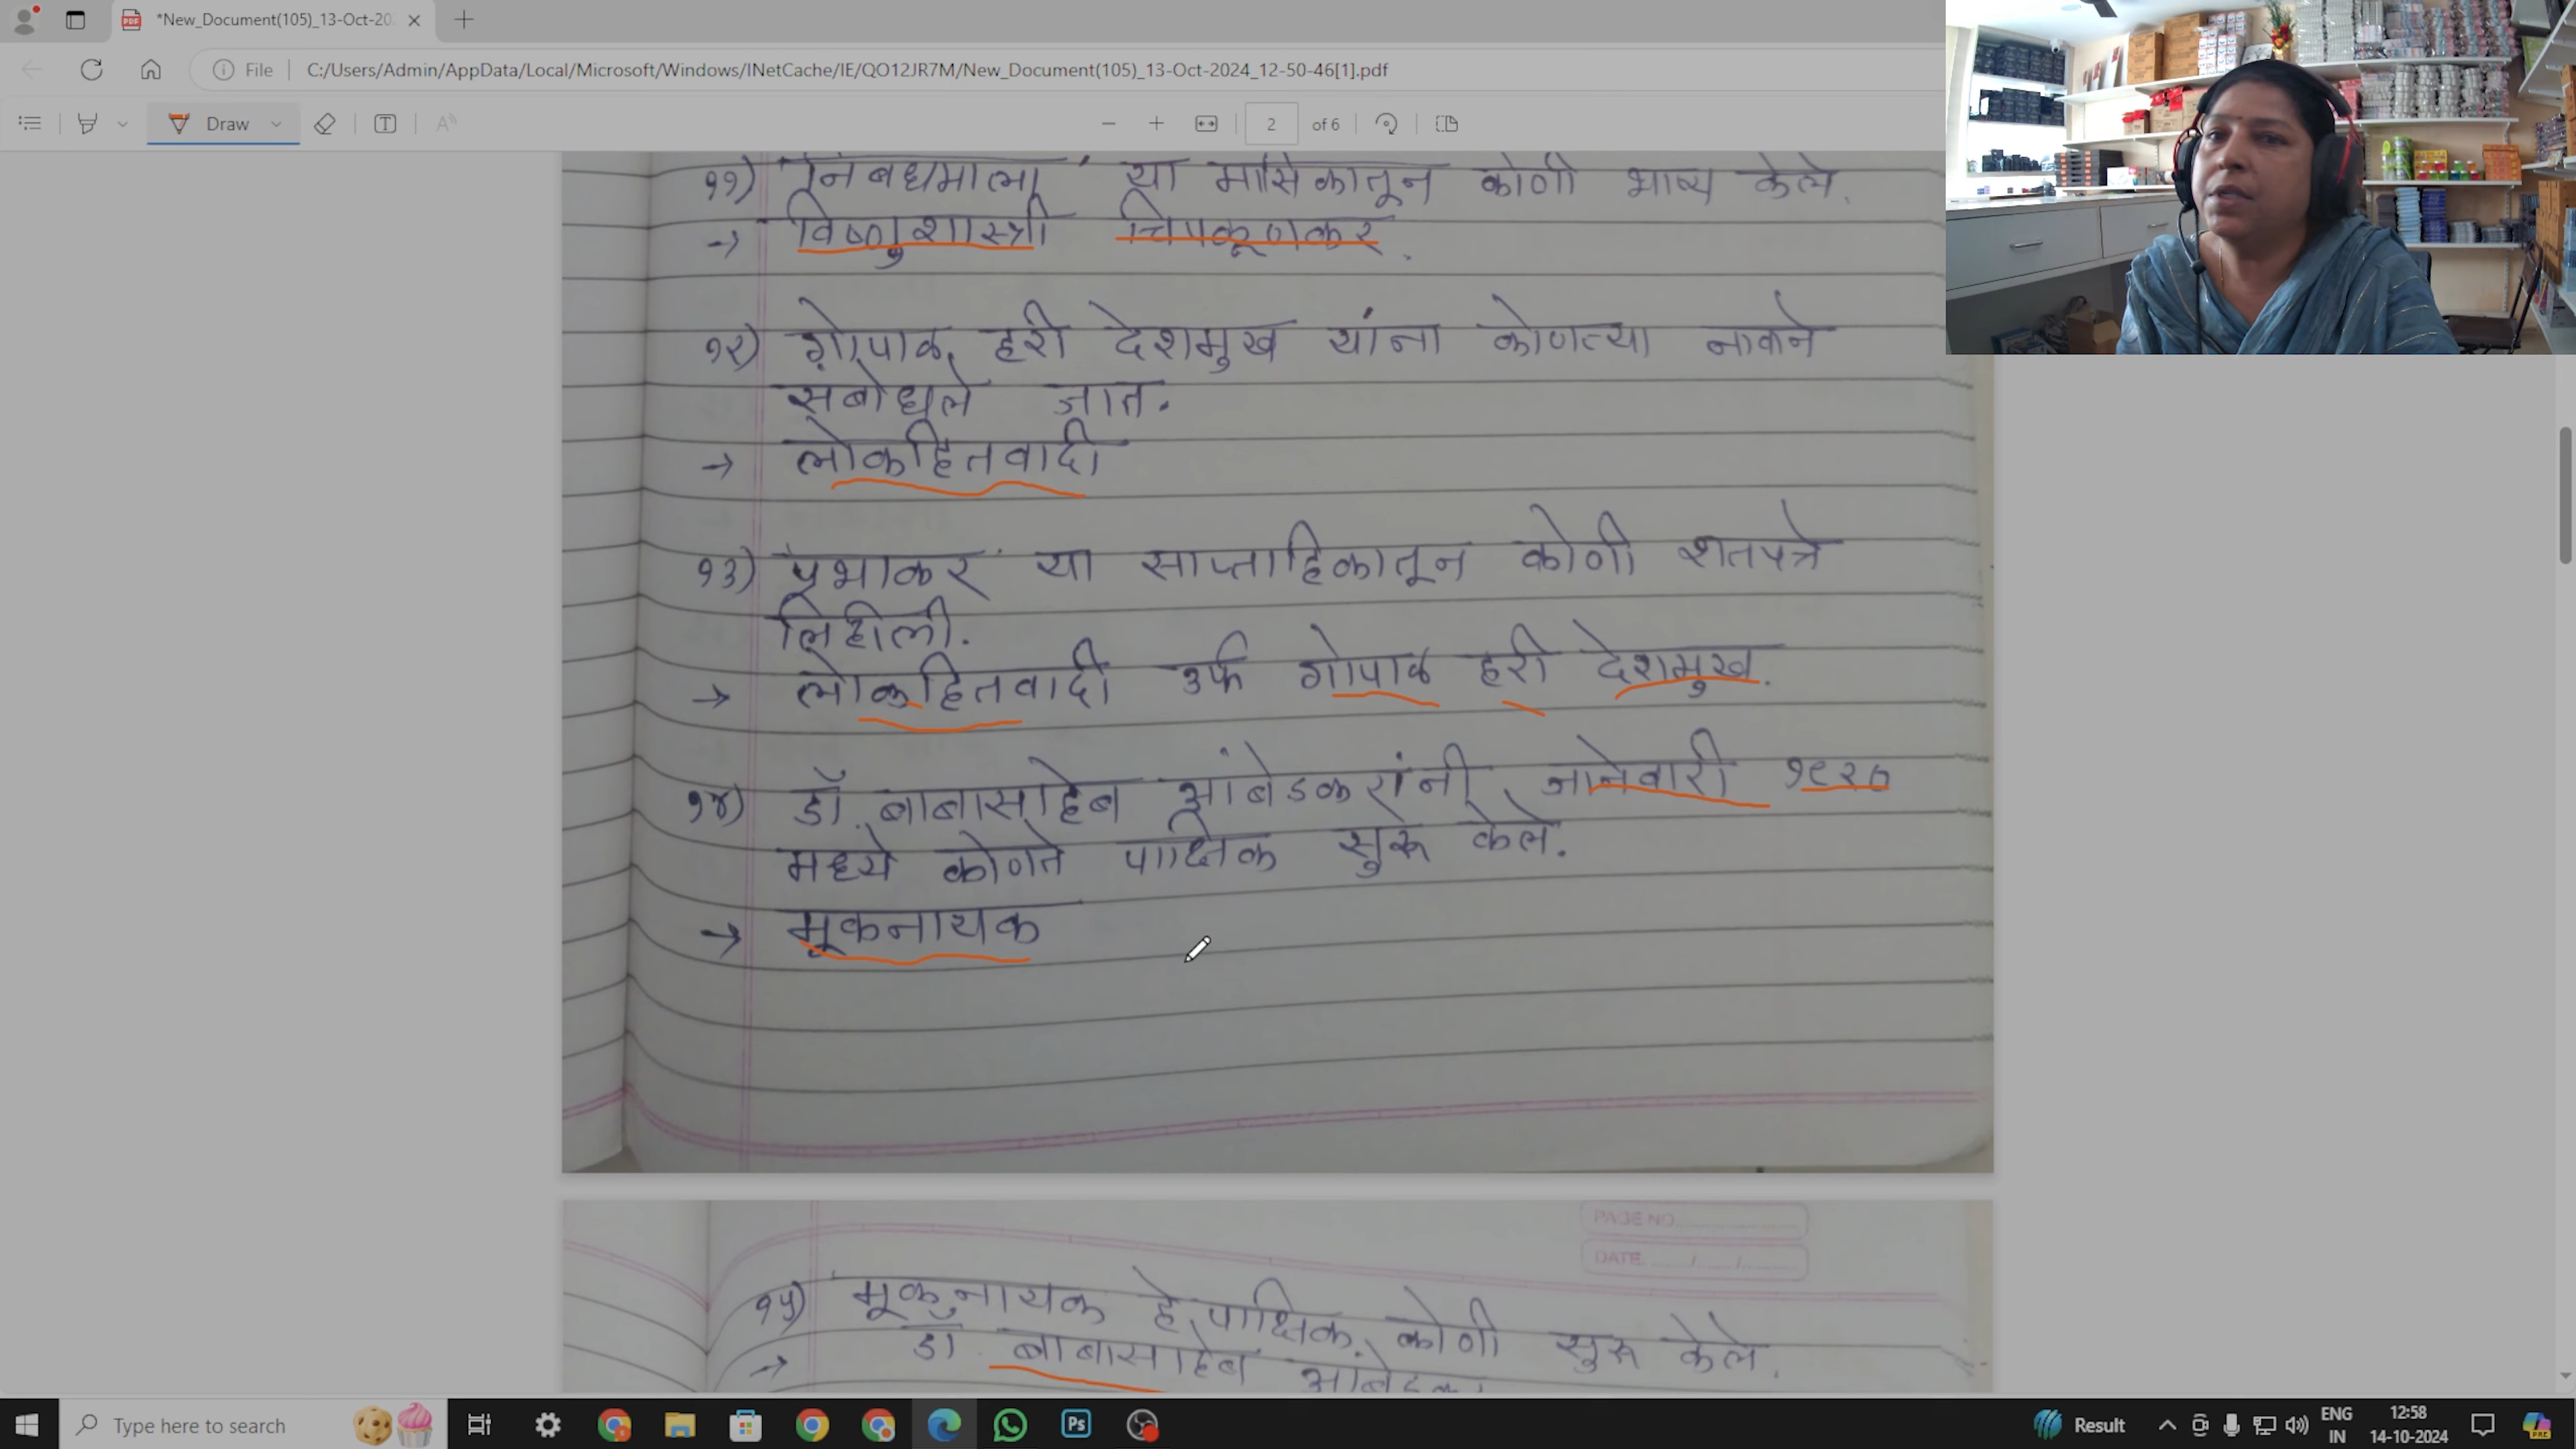 *New_Document(105)_13-Oct-20
File
C:/Users/Admin/AppData/Local/Microsoft/Windows/INetCache/IE/QO12JR7M/New_Document(105)_13-Oct-2024_12-50-46[1].pdf
Draw
2 of 6
११) निबंधमाला या मासिकातून कोणी भाष्य केले.
→ विष्णुशास्त्री चिपळूणकर.
१२) गोपाळ हरी देशमुख यांना कोणत्या नावाने
संबोधले जात.
→ लोकहितवादी
१३) प्रभाकर या साप्ताहिकातून कोणी शतपत्रे
लिहीली.
→ लोकहितवादी उर्फ गोपाळ हरी देशमुख.
१४) डॉ. बाबासाहेब आंबेडकरांनी जानेवारी १९२०
मध्ये कोणते पाक्षिक सुरू केले.
→ मूकनायक
PAGE NO.
DATE / /
१५) मूकनायक हे पाक्षिक कोणी सुरू केले.
→ डॉ. बाबासाहेब
Type here to search
Ps
Result
ENG
IN
12:58
14-10-2024